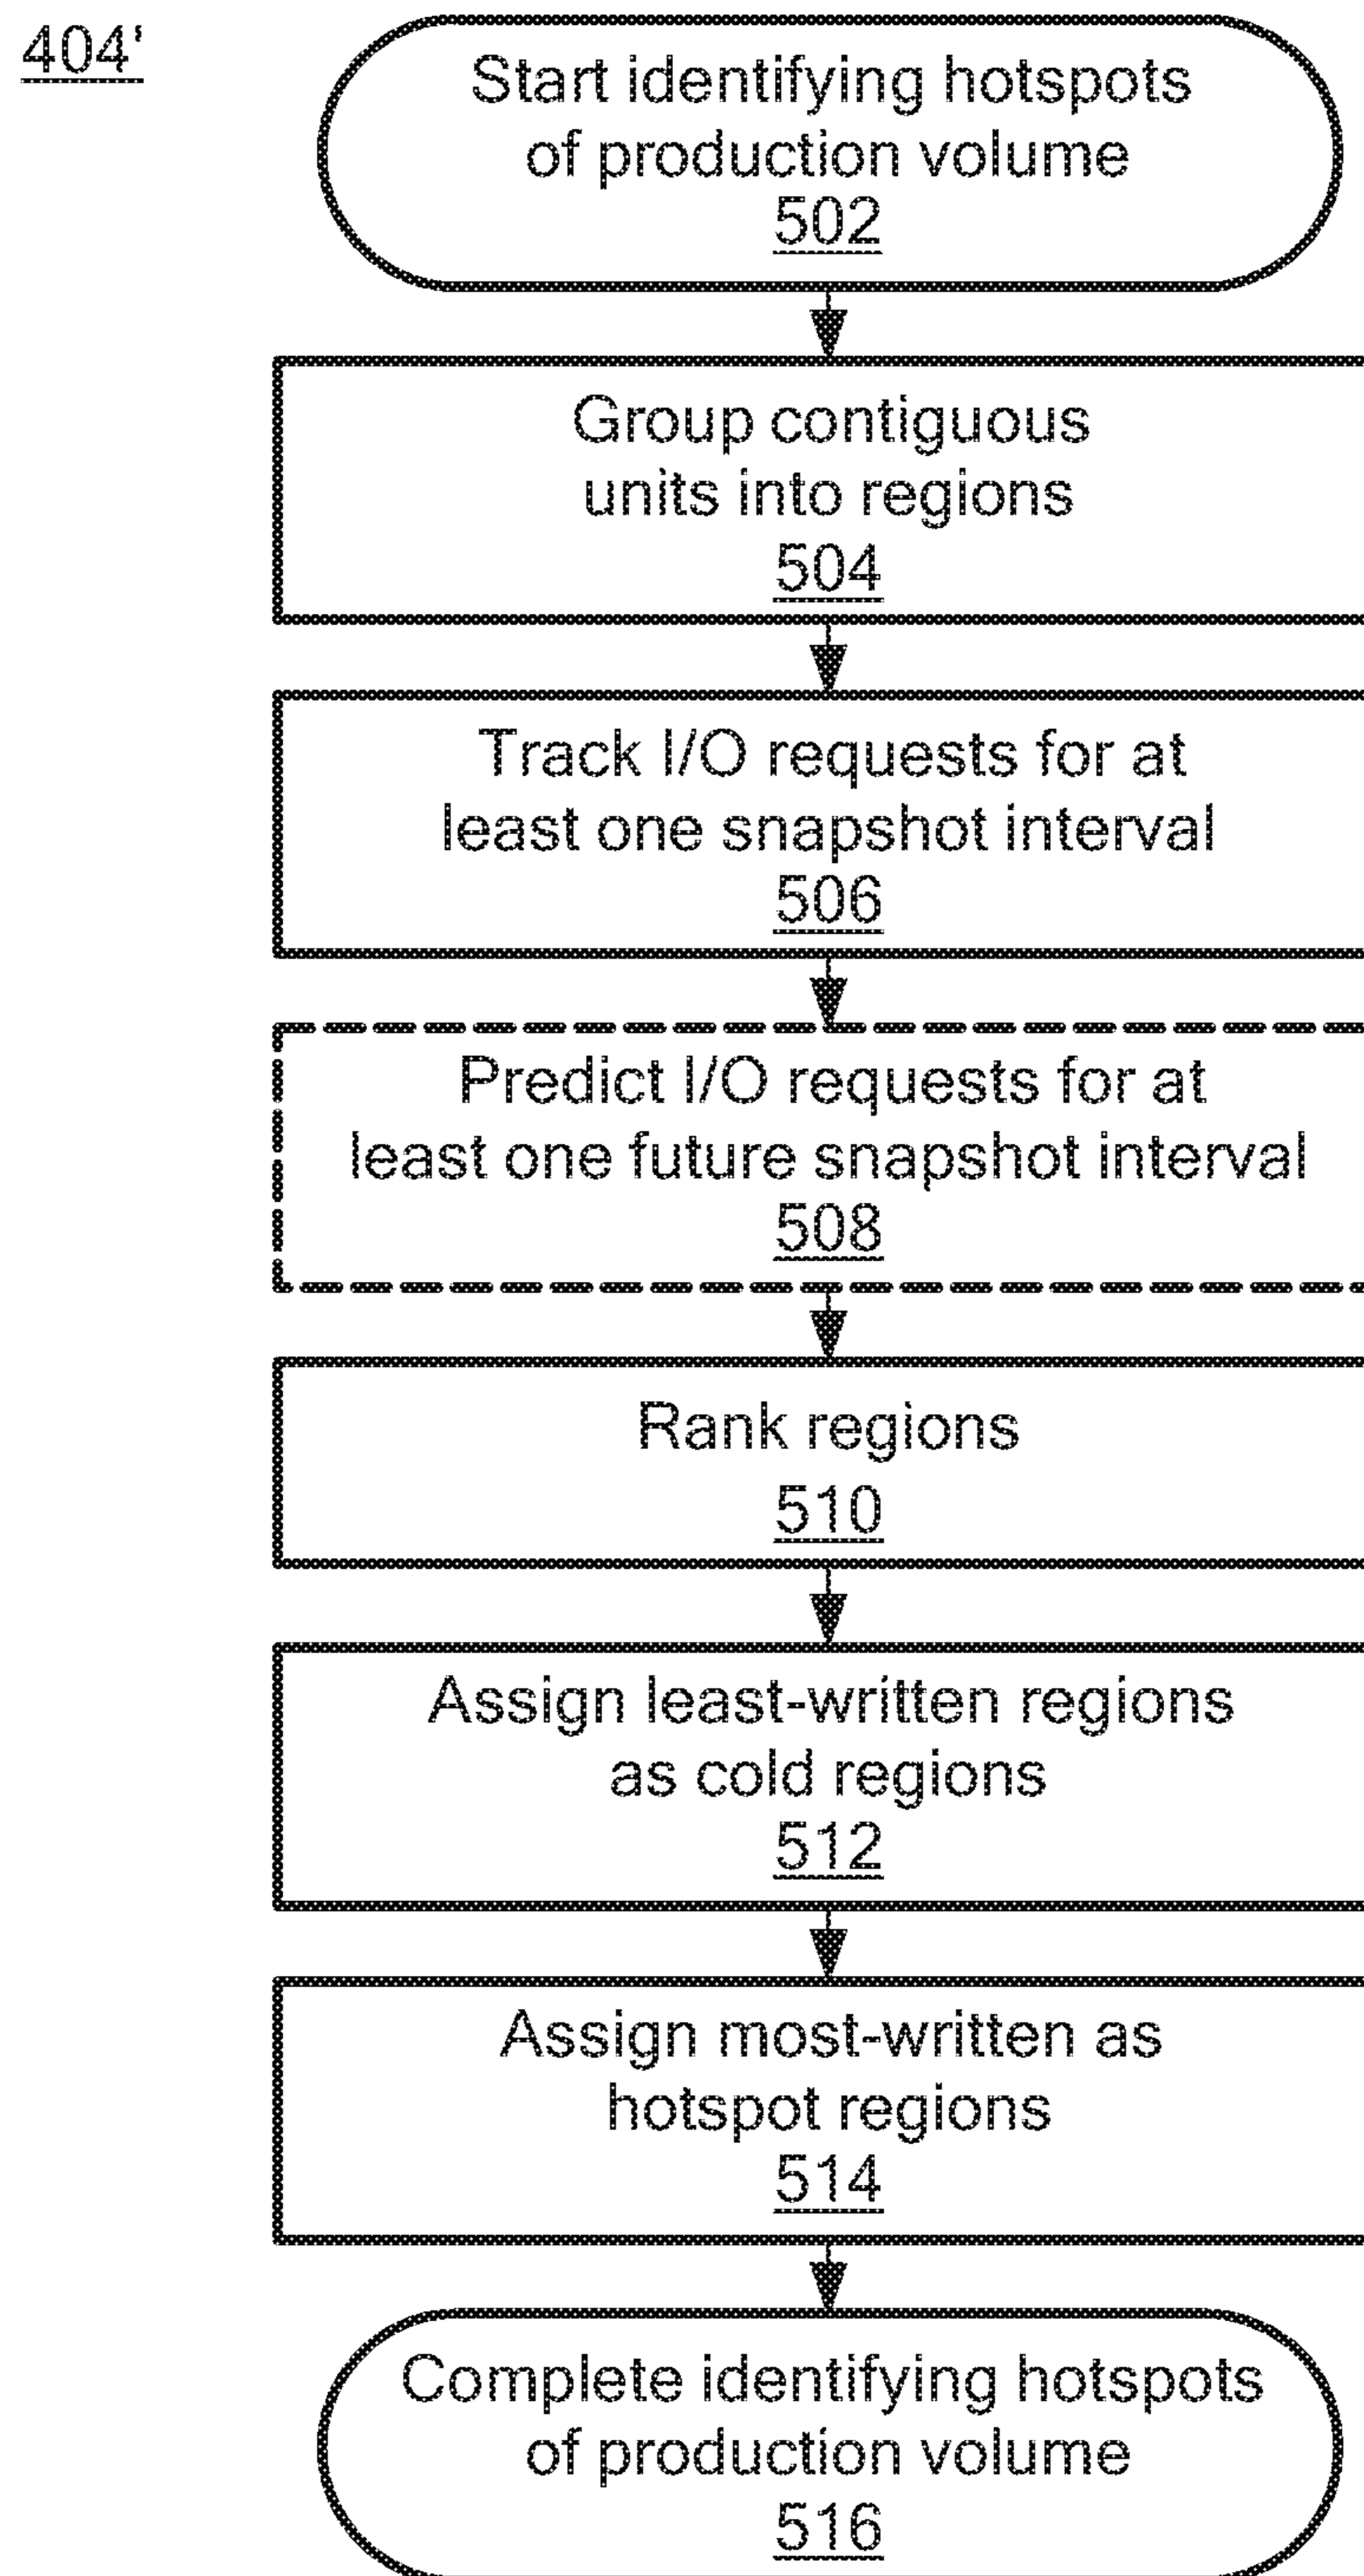 404'
Start identifying hotspots
of production volume
502
Group contiguous
units into regions
504
Track I/O requests for at
least one snapshot interval
506
Predict I/O requests for at
least one future snapshot interval
508
Rank regions
510
Assign least-written regions
as cold regions
512
Assign most-written as
hotspot regions
514
Complete identifying hotspots
of production volume
516